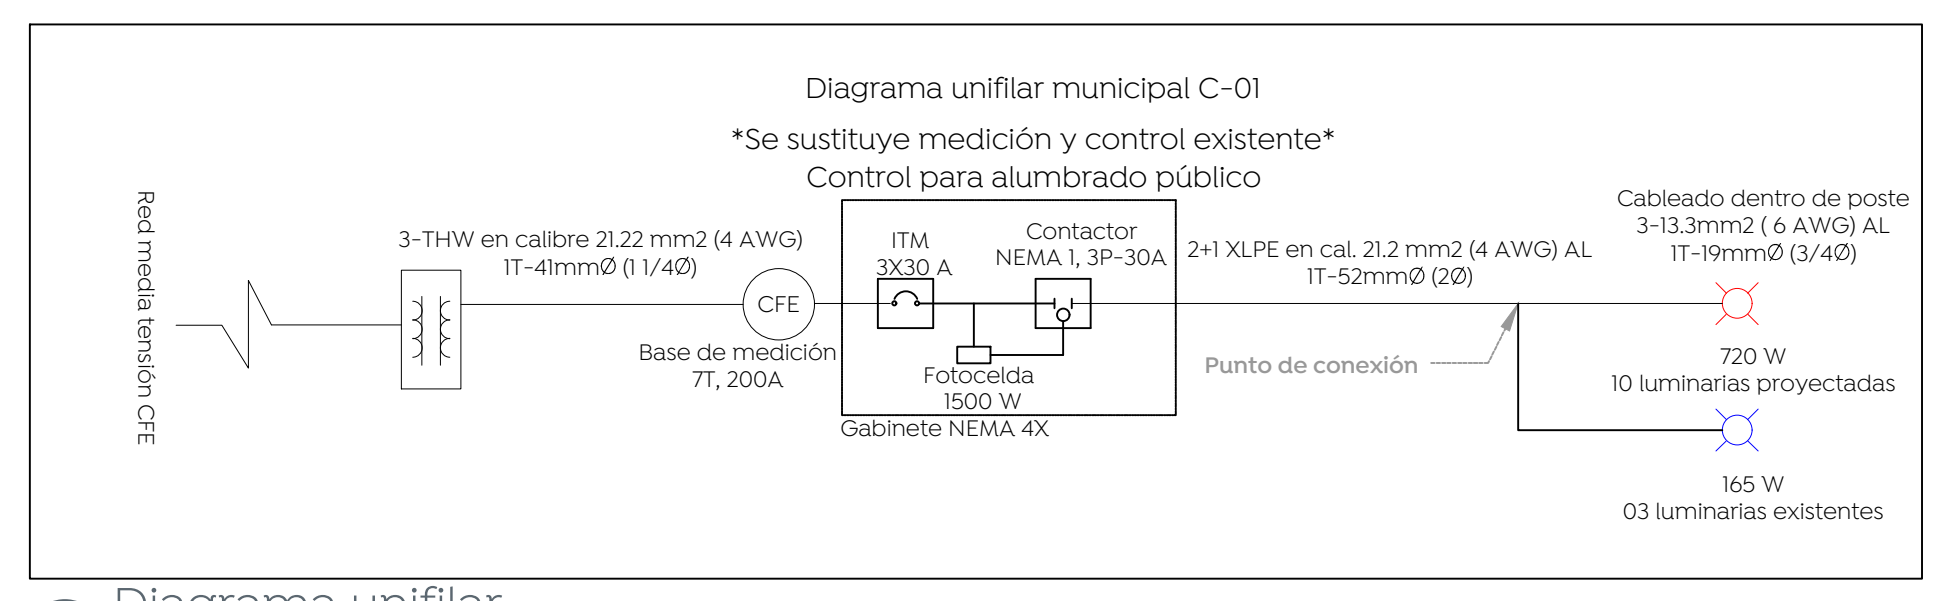 Diagrama unifilar municipal C-01
*Se sustituye medición y control existente*
Control para alumbrado público
Red media tensión CFE
3-THW en calibre 21.22 mm2 (4 AWG)
1T-41mmØ (1 1/4Ø)
CFE
Base de medición
7T, 200A
ITM
3X30 A
Contactor
NEMA 1, 3P-30A
Fotocelda
1500 W
Gabinete NEMA 4X
2+1 XLPE en cal. 21.2 mm2 (4 AWG) AL
1T-52mmØ (2Ø)
Punto de conexión
Cableado dentro de poste
3-13.3mm2 ( 6 AWG) AL
1T-19mmØ (3/4Ø)
720 W
10 luminarias proyectadas
165 W
03 luminarias existentes
Diagrama unifilar